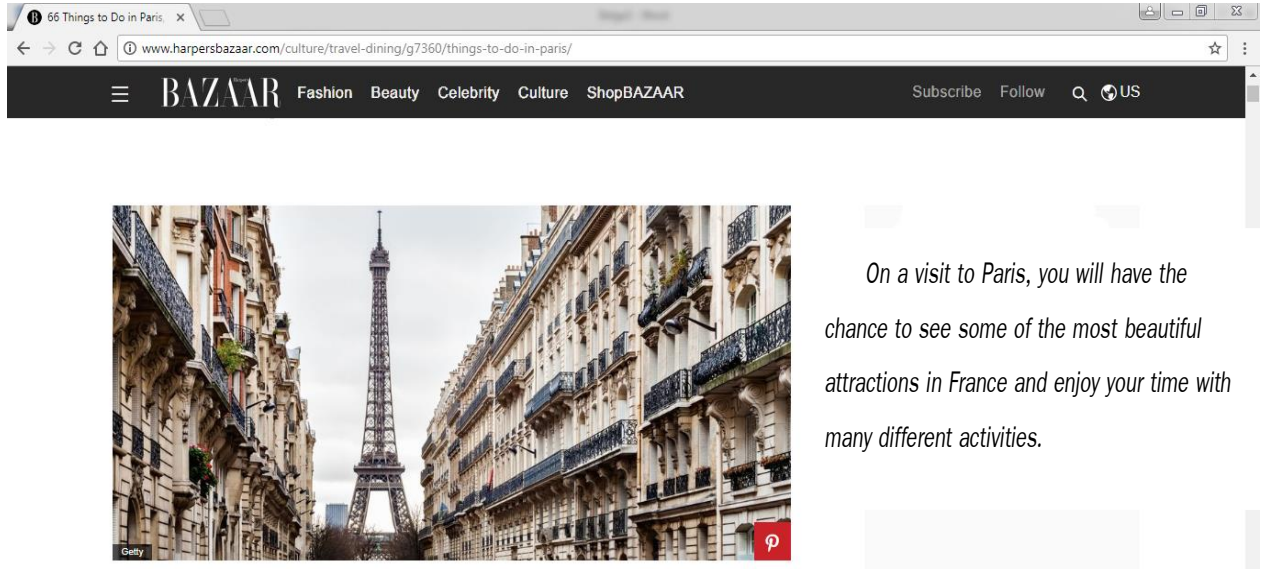 66 Things to Do in Paris,
www.harpersbazaar.com/culture/travel-dining/g7360/things-to-do-in-paris/
Harper's BAZAAR Fashion Beauty Celebrity Culture ShopBAZAAR Subscribe Follow US
On a visit to Paris, you will have the
chance to see some of the most beautiful
attractions in France and enjoy your time with
many different activities.
Getty